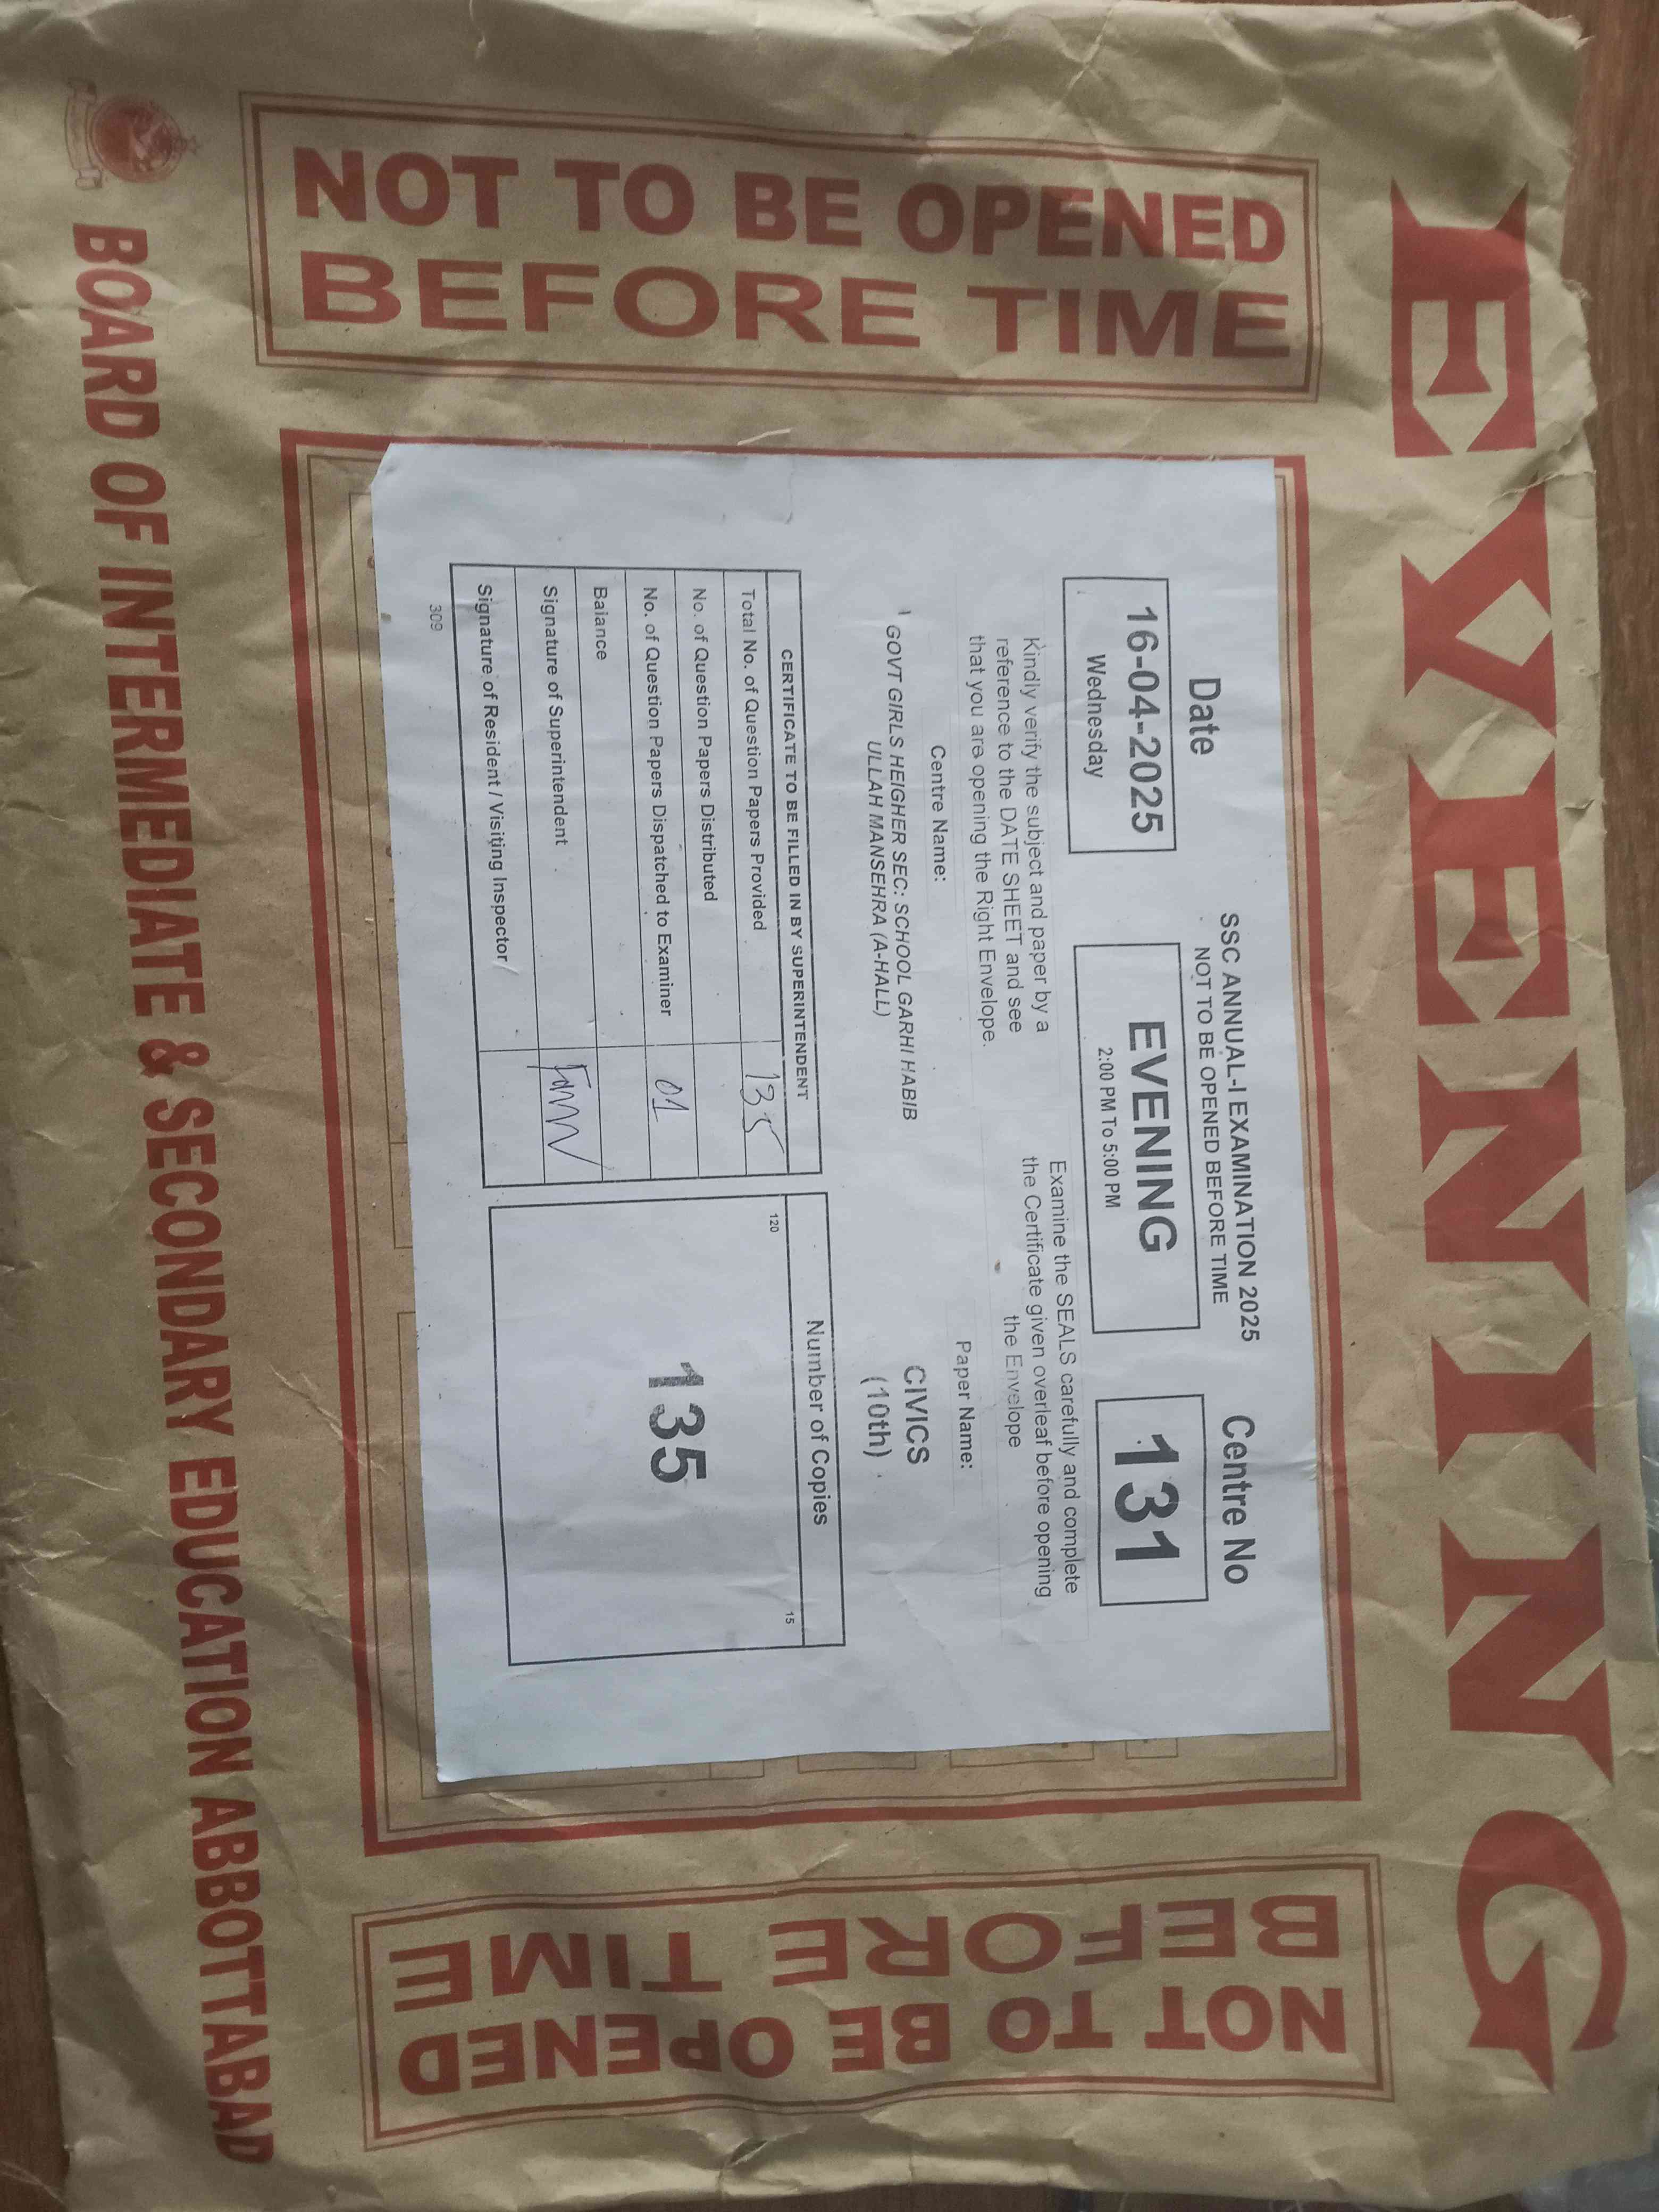 EVENING
NOT TO BE OPENED
BEFORE TIME
SSC ANNUAL-I EXAMINATION 2025
NOT TO BE OPENED BEFORE TIME
Date
16-04-2025
Wednesday
EVENING
2:00 PM To 5:00 PM
Centre No
131
Kindly verify the subject and paper by a
reference to the DATE SHEET and see
that you are opening the Right Envelope.
Examine the SEALS carefully and complete
the Certificate given overleaf before opening
the Envelope
Centre Name:
GOVT GIRLS HEIGHER SEC: SCHOOL GARHI HABIB
ULLAH MANSEHRA (A-HALL)
Paper Name:
CIVICS
(10th)
CERTIFICATE TO BE FILLED IN BY SUPERINTENDENT
Total No. of Question Papers Provided 135
No. of Question Papers Distributed
No. of Question Papers Dispatched to Examiner 01
Balance
Signature of Superintendent
Signature of Resident / Visiting Inspector
309
Number of Copies
120 15
135
NOT TO BE OPENED
BEFORE TIME
BOARD OF INTERMEDIATE & SECONDARY EDUCATION ABBOTTABAD